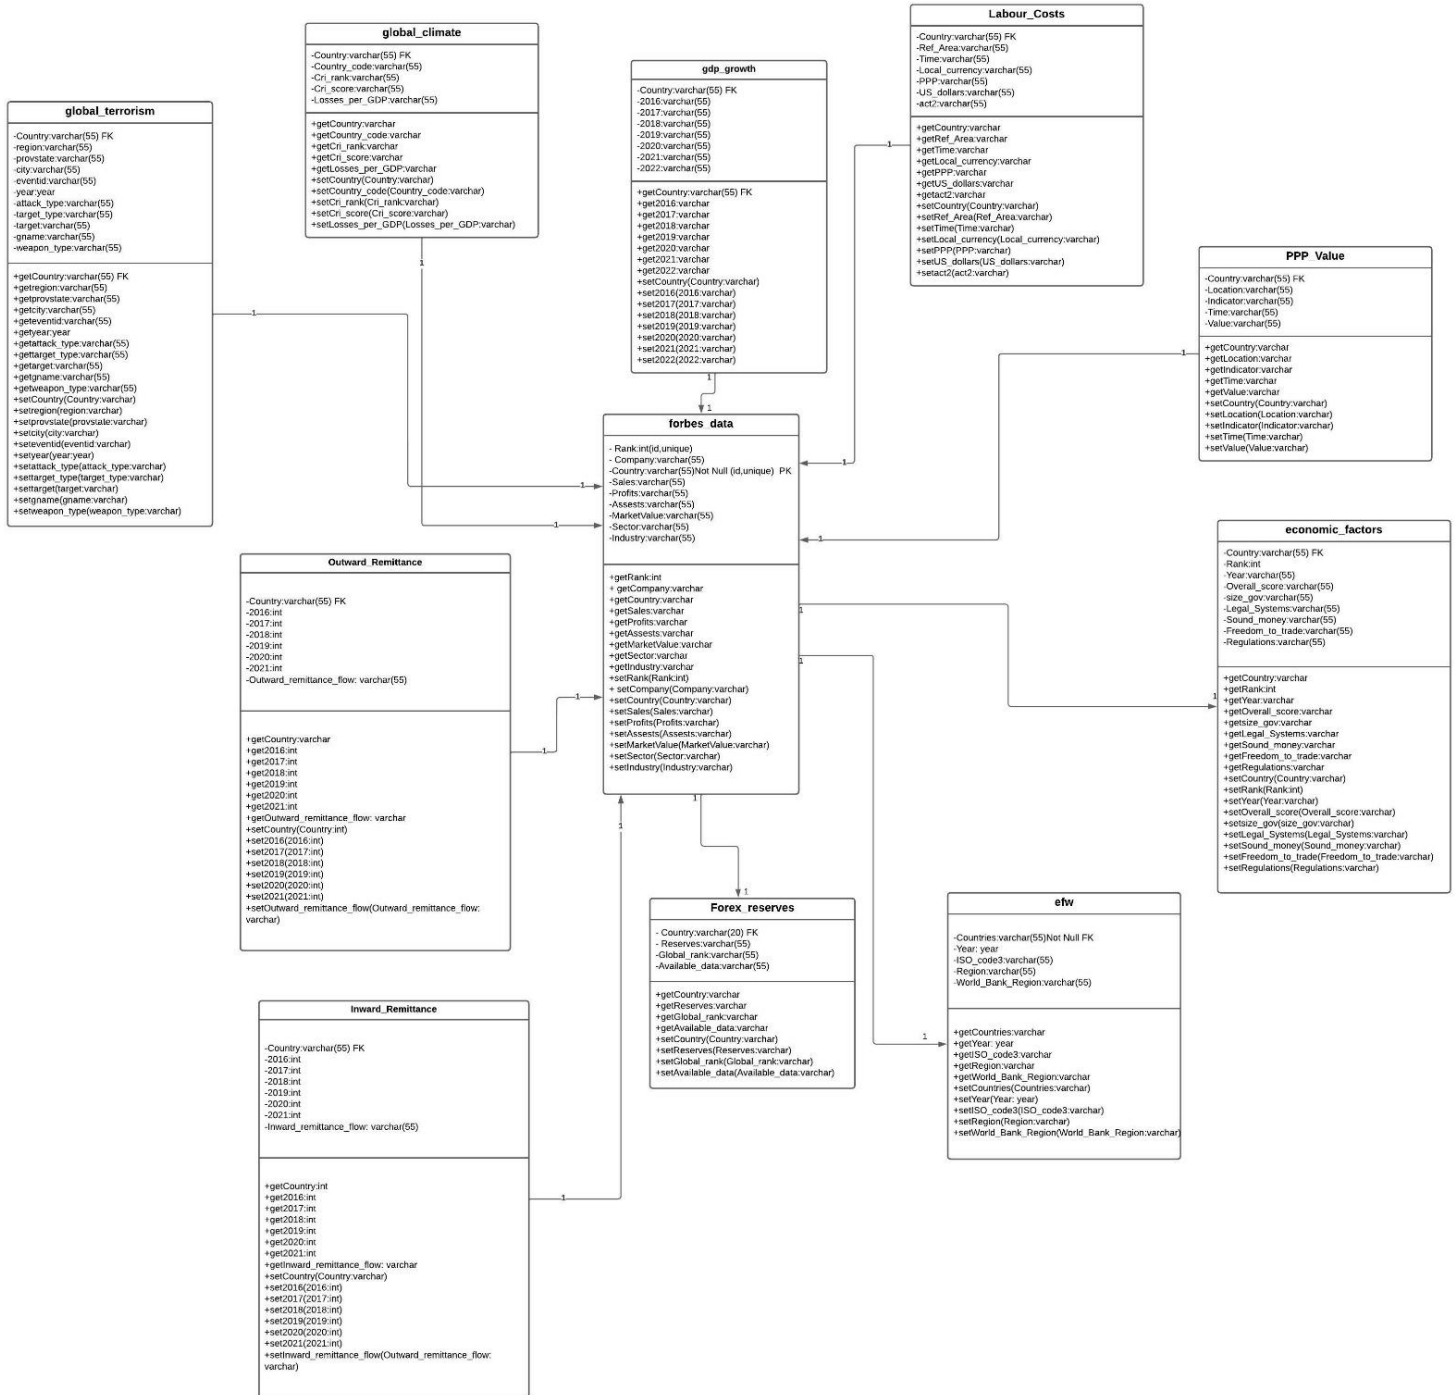 global_climate
-Country:varchar(55) FK
-Country_code:varchar(55)
-Cri_rank:varchar(55)
-Cri_score:varchar(55)
-Losses_per_GDP:varchar(55)
+getCountry:varchar
+getCountry_code:varchar
+getCri_rank:varchar
+getCri_score:varchar
+getLosses_per_GDP:varchar
+setCountry(Country:varchar)
+setCountry_code(Country_code:varchar)
+setCri_rank(Cri_rank:varchar)
+setCri_score(Cri_score:varchar)
+setLosses_per_GDP(Losses_per_GDP:varchar)
1
1
Labour_Costs
-Country:varchar(55) FK
-Ref_Area:varchar(55)
-Time:varchar(55)
-Local_currency:varchar(55)
-PPP:varchar(55)
-US_dollars:varchar(55)
-act2:varchar(55)
+getCountry:varchar
+getRef_Area:varchar
+getTime:varchar
+getLocal_currency:varchar
+getPPP:varchar
+getUS_dollars:varchar
+getact2:varchar
+setCountry(Country:varchar)
+setRef_Area(Ref_Area:varchar)
+setTime(Time:varchar)
+setLocal_currency(Local_currency:varchar)
+setPPP(PPP:varchar)
+setUS_dollars(US_dollars:varchar)
+setact2(act2:varchar)
1
1
gdp_growth
-Country:varchar(55) FK
-2016:varchar(55)
-2017:varchar(55)
-2018:varchar(55)
-2019:varchar(55)
-2020:varchar(55)
-2021:varchar(55)
-2022:varchar(55)
+getCountry:varchar(55) FK
+get2016:varchar
+get2017:varchar
+get2018:varchar
+get2019:varchar
+get2020:varchar
+get2021:varchar
+get2022:varchar
+setCountry(Country:varchar)
+set2016(2016:varchar)
+set2017(2017:varchar)
+set2018(2018:varchar)
+set2019(2019:varchar)
+set2020(2020:varchar)
+set2021(2021:varchar)
+set2022(2022:varchar)
1
1
global_terrorism
-Country:varchar(55) FK
-region:varchar(55)
-provstate:varchar(55)
-city:varchar(55)
-eventid:varchar(55)
-year:year
-attack_type:varchar(55)
-target_type:varchar(55)
-target:varchar(55)
-gname:varchar(55)
-weapon_type:varchar(55)
+getCountry:varchar(55) FK
+getregion:varchar(55)
+getprovstate:varchar(55)
+getcity:varchar(55)
+geteventid:varchar(55)
+getyear:year
+getattack_type:varchar(55)
+gettarget_type:varchar(55)
+getarget:varchar(55)
+getgname:varchar(55)
+getweapon_type:varchar(55)
+setCountry(Country:varchar)
+setregion(region:varchar)
+setprovstate(provstate:varchar)
+setcity(city:varchar)
+seteventid(eventid:varchar)
+setyear(year:year)
+setattack_type(attack_type:varchar)
+settarget_type(target_type:varchar)
+settarget(target:varchar)
+setgname(gname:varchar)
+setweapon_type(weapon_type:varchar)
1
1
PPP_Value
-Country:varchar(55) FK
-Location:varchar(55)
-Indicator:varchar(55)
-Time:varchar(55)
-Value:varchar(55)
+getCountry:varchar
+getLocation:varchar
+getIndicator:varchar
+getTime:varchar
+getValue:varchar
+setCountry(Country:varchar)
+setLocation(Location:varchar)
+setIndicator(Indicator:varchar)
+setTime(Time:varchar)
+setValue(Value:varchar)
1
1
forbes_data
- Rank:int(id,unique)
- Company:varchar(55)
-Country:varchar(55)Not Null (id,unique) PK
-Sales:varchar(55)
-Profits:varchar(55)
-Assests:varchar(55)
-MarketValue:varchar(55)
-Sector:varchar(55)
-Industry:varchar(55)
+getRank:int
+ getCompany:varchar
+getCountry:varchar
+getSales:varchar
+getProfits:varchar
+getAssests:varchar
+getMarketValue:varchar
+getSector:varchar
+getIndustry:varchar
+setRank(Rank:int)
+ setCompany(Company:varchar)
+setCountry(Country:varchar)
+setSales(Sales:varchar)
+setProfits(Profits:varchar)
+setAssests(Assests:varchar)
+setMarketValue(MarketValue:varchar)
+setSector(Sector:varchar)
+setIndustry(Industry:varchar)
1
1
economic_factors
-Country:varchar(55) FK
-Rank:int
-Year:varchar(55)
-Overall_score:varchar(55)
-size_gov:varchar(55)
-Legal_Systems:varchar(55)
-Sound_money:varchar(55)
-Freedom_to_trade:varchar(55)
-Regulations:varchar(55)
+getCountry:varchar
+getRank:int
+getYear:varchar
+getOverall_score:varchar
+getsize_gov:varchar
+getLegal_Systems:varchar
+getSound_money:varchar
+getFreedom_to_trade:varchar
+getRegulations:varchar
+setCountry(Country:varchar)
+setRank(Rank:int)
+setYear(Year:varchar)
+setOverall_score(Overall_score:varchar)
+setsize_gov(size_gov:varchar)
+setLegal_Systems(Legal_Systems:varchar)
+setSound_money(Sound_money:varchar)
+setFreedom_to_trade(Freedom_to_trade:varchar)
+setRegulations(Regulations:varchar)
1
Outward_Remittance
-Country:varchar(55) FK
-2016:int
-2017:int
-2018:int
-2019:int
-2020:int
-2021:int
-Outward_remittance_flow: varchar(55)
+getCountry:varchar
+get2016:int
+get2017:int
+get2018:int
+get2019:int
+get2020:int
+get2021:int
+getOutward_remittance_flow: varchar
+setCountry(Country:int)
+set2016(2016:int)
+set2017(2017:int)
+set2018(2018:int)
+set2019(2019:int)
+set2020(2020:int)
+set2021(2021:int)
+setOutward_remittance_flow(Outward_remittance_flow:
varchar)
1
1
1
1
Forex_reserves
- Country:varchar(20) FK
- Reserves:varchar(55)
-Global_rank:varchar(55)
-Available_data:varchar(55)
+getCountry:varchar
+getReserves:varchar
+getGlobal_rank:varchar
+getAvailable_data:varchar
+setCountry(Country:varchar)
+setReserves(Reserves:varchar)
+setGlobal_rank(Global_rank:varchar)
+setAvailable_data(Available_data:varchar)
efw
-Countries:varchar(55)Not Null FK
-Year: year
-ISO_code3:varchar(55)
-Region:varchar(55)
-World_Bank_Region:varchar(55)
+getCountries:varchar
+getYear: year
+getISO_code3:varchar
+getRegion:varchar
+getWorld_Bank_Region:varchar
+setCountries(Countries:varchar)
+setYear(Year: year)
+setISO_code3(ISO_code3:varchar)
+setRegion(Region:varchar)
+setWorld_Bank_Region(World_Bank_Region:varchar)
1
Inward_Remittance
-Country:varchar(55) FK
-2016:int
-2017:int
-2018:int
-2019:int
-2020:int
-2021:int
-Inward_remittance_flow: varchar(55)
+getCountry:int
+get2016:int
+get2017:int
+get2018:int
+get2019:int
+get2020:int
+get2021:int
+getInward_remittance_flow: varchar
+setCountry(Country:varchar)
+set2016(2016:int)
+set2017(2017:int)
+set2018(2018:int)
+set2019(2019:int)
+set2020(2020:int)
+set2021(2021:int)
+setInward_remittance_flow(Outward_remittance_flow:
varchar)
1
1